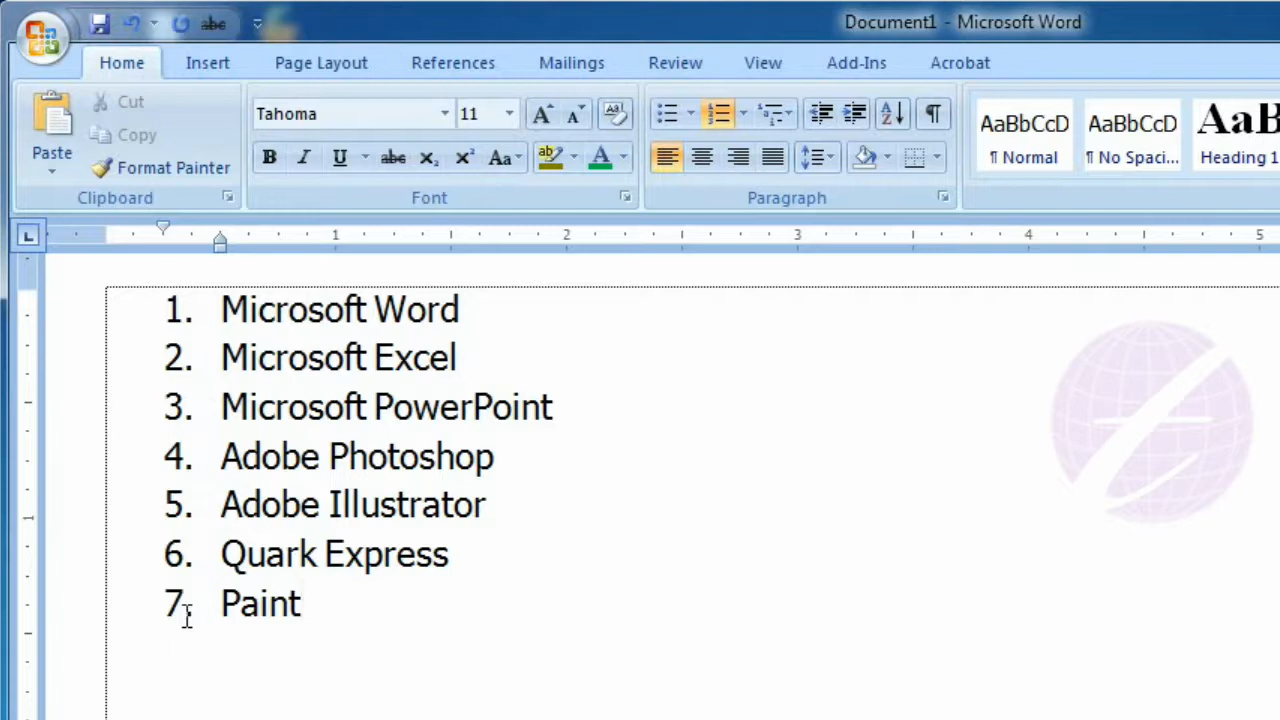 Document1 - Microsoft Word
Home Insert Page Layout References Mailings Review View Add-Ins Acrobat
Paste
Cut
Copy
Format Painter
Clipboard
Tahoma 11
Font
Paragraph
AaBbCcD AaBbCcD AaB
¶ Normal ¶ No Spaci... Heading 1
1 2 3 4 5
1. Microsoft Word
2. Microsoft Excel
3. Microsoft PowerPoint
4. Adobe Photoshop
5. Adobe Illustrator
6. Quark Express
7. Paint